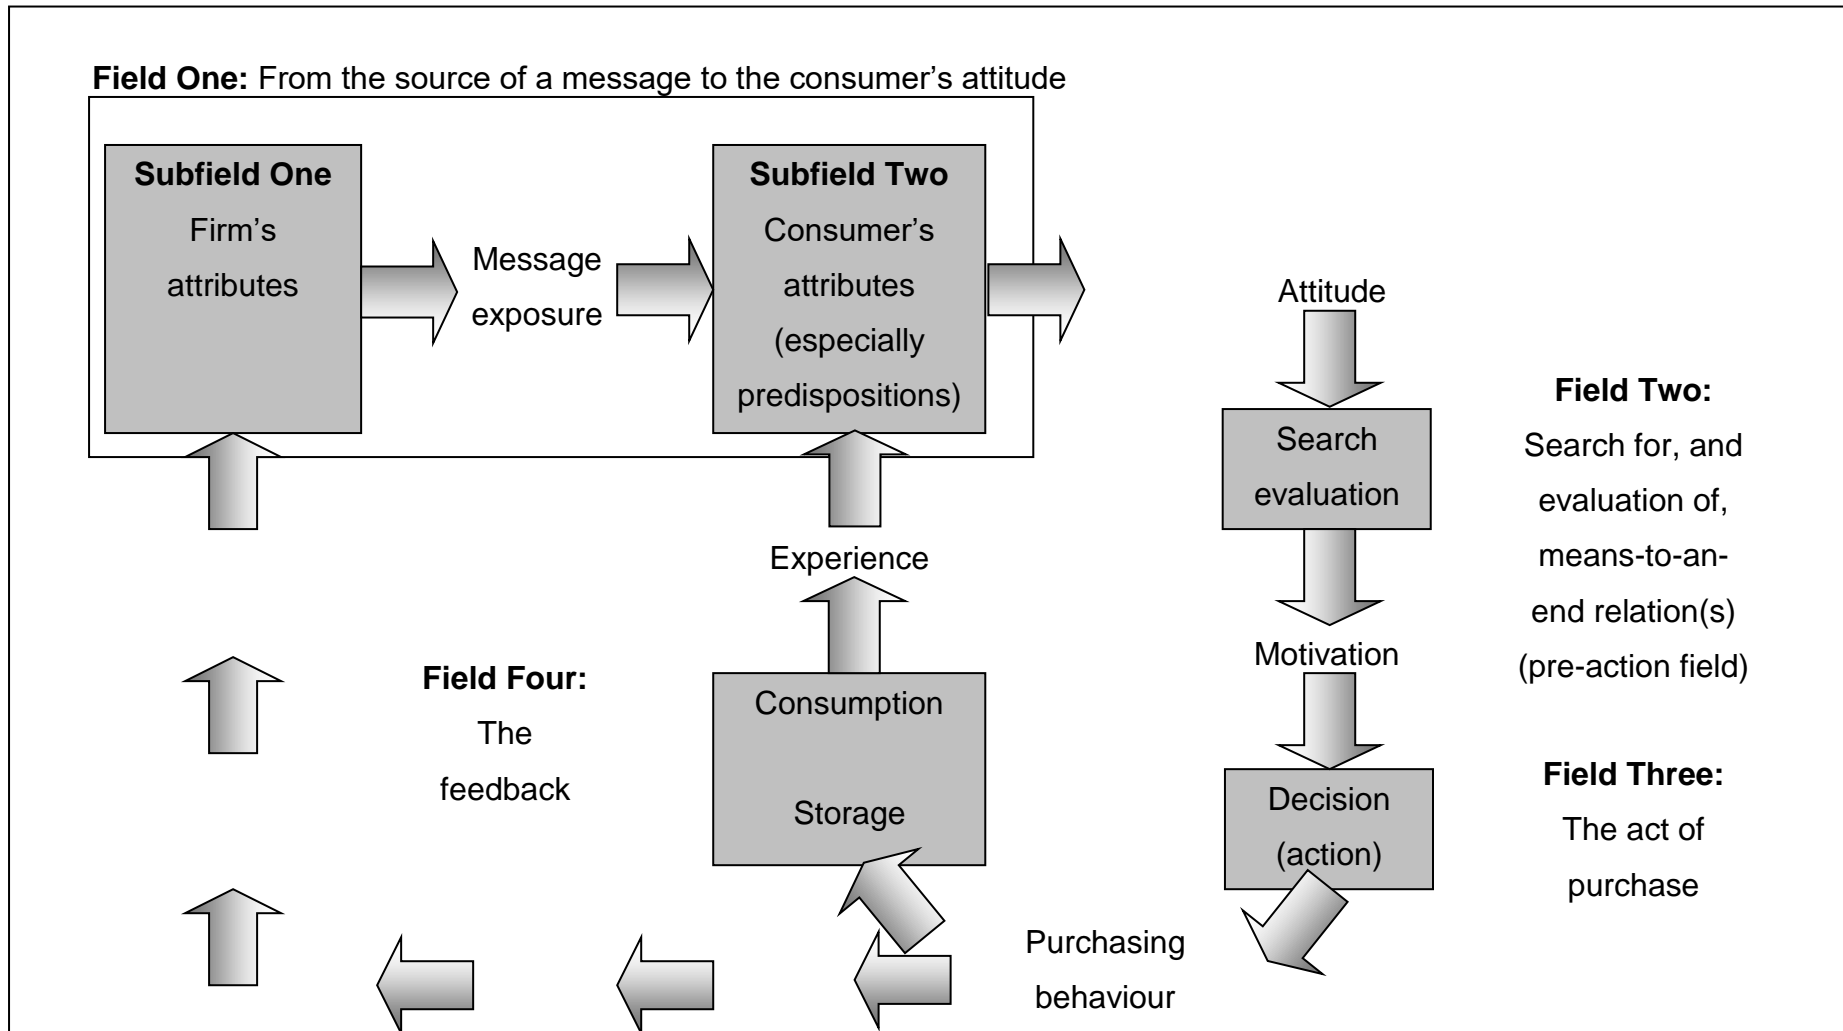 Field One: From the source of a message to the consumer’s attitude
Subfield One
Firm’s
attributes
Message
exposure
Subfield Two
Consumer’s
attributes
(especially
predispositions)
Attitude
Search
evaluation
Motivation
Decision
(action)
Field Two:
Search for, and
evaluation of,
means-to-an-
end relation(s)
(pre-action field)
Field Three:
The act of
purchase
Purchasing
behaviour
Consumption
Storage
Experience
Field Four:
The
feedback